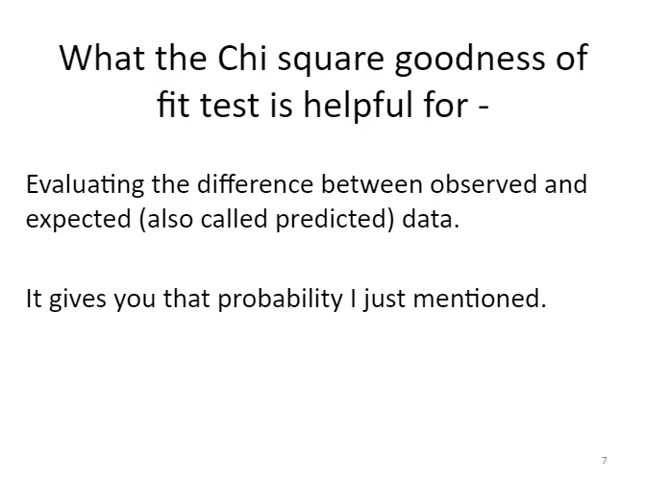 What the Chi square goodness of
fit test is helpful for -
Evaluating the difference between observed and
expected (also called predicted) data.
It gives you that probability I just mentioned.
7